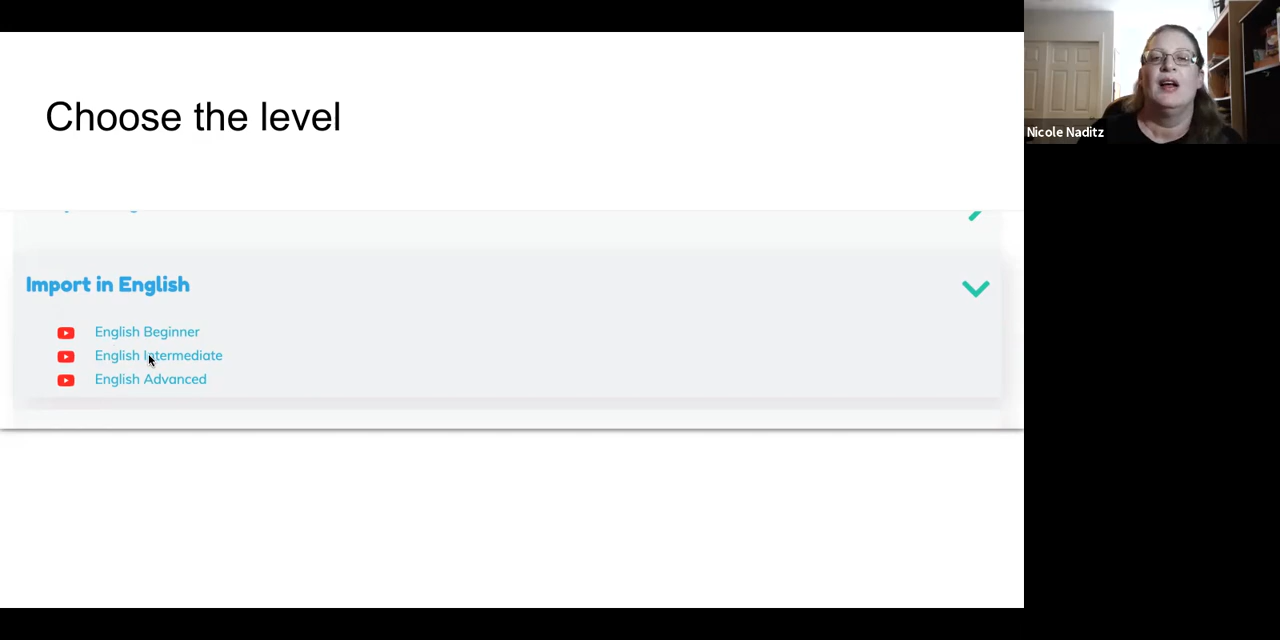 Choose the level
Nicole Naditz
Import in English
English Beginner
English Intermediate
English Advanced